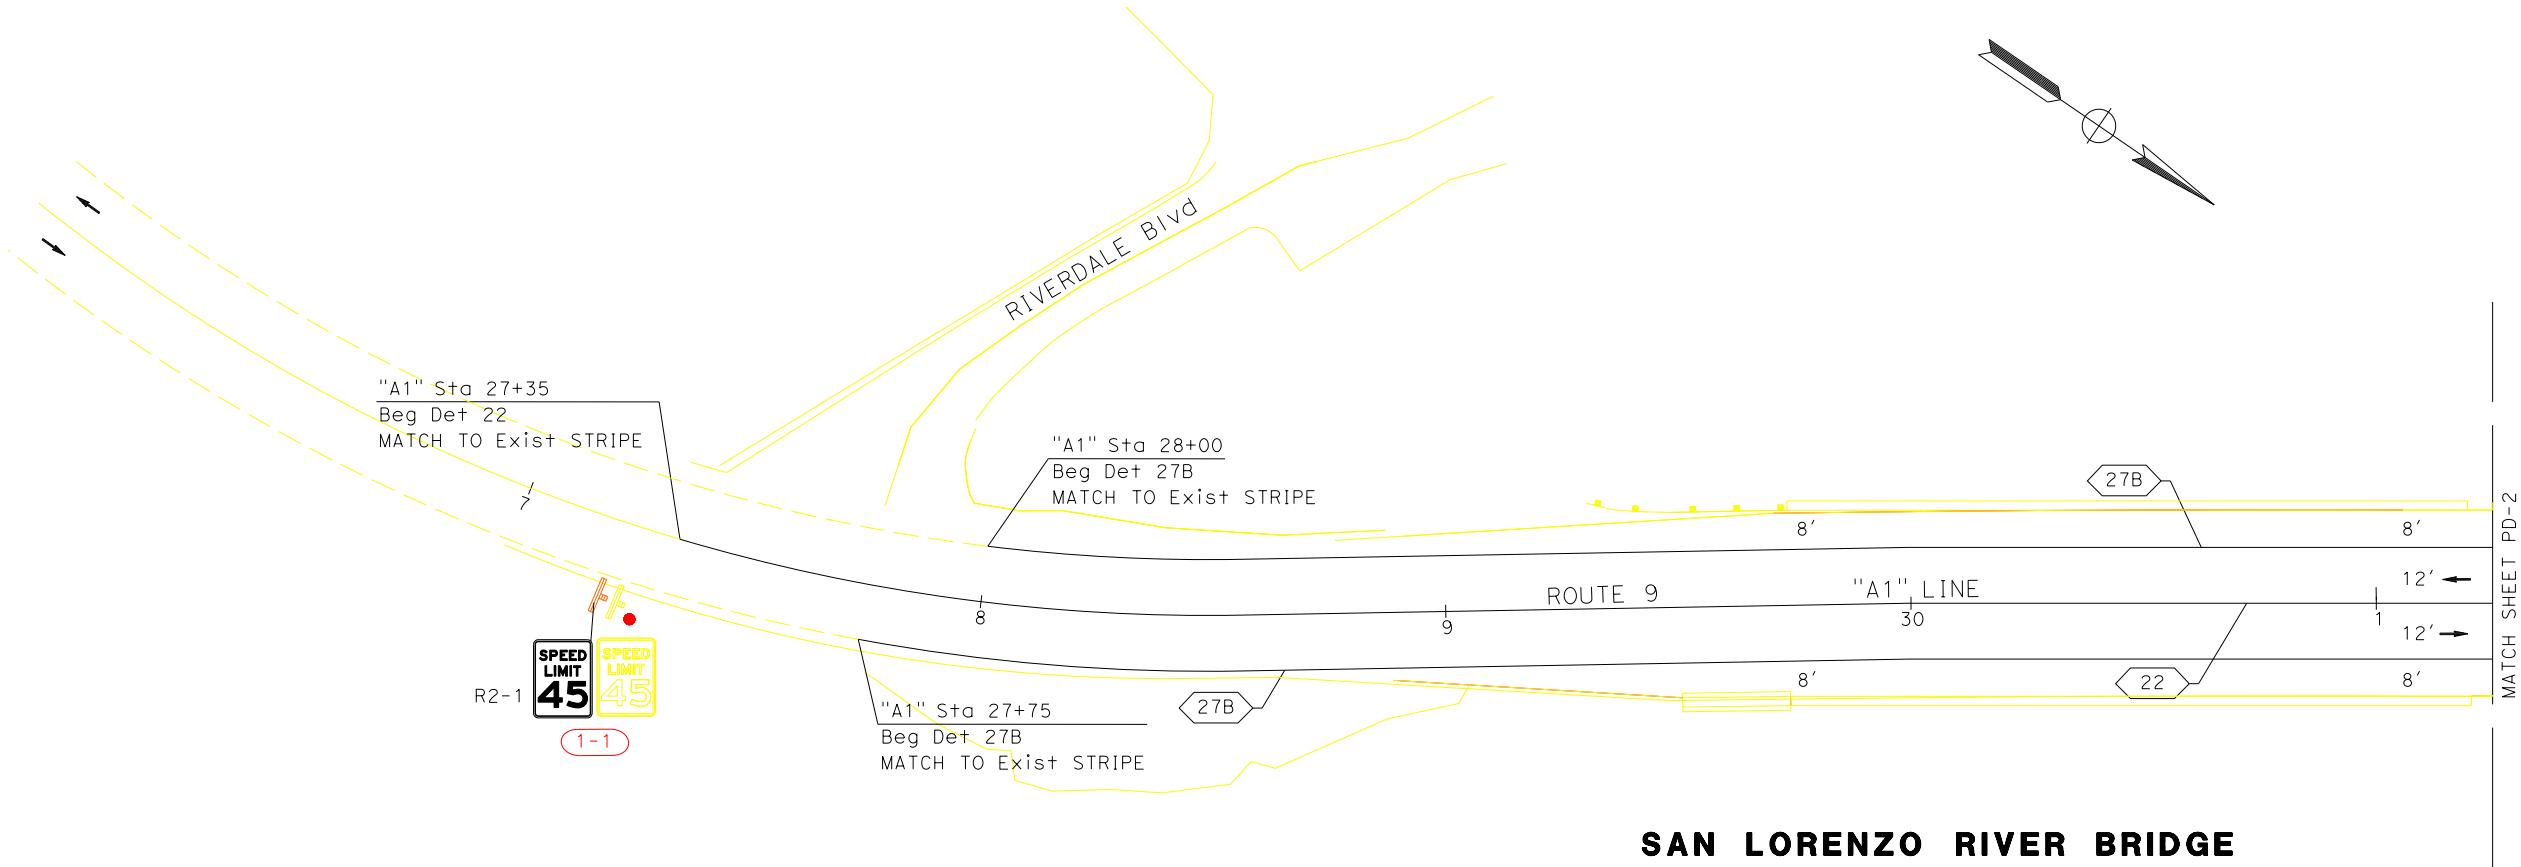 RIVERDALE Blvd
"A1" Sta 27+35
Beg Det 22
MATCH TO Exist STRIPE
"A1" Sta 28+00
Beg Det 27B
MATCH TO Exist STRIPE
27B
7
8'
8'
ROUTE 9
"A1" LINE
12'
8
9
30
1
12'
MATCH SHEET PD-2
SPEED
LIMIT
45
SPEED
LIMIT
45
R2-1
1-1
8'
8'
22
27B
"A1" Sta 27+75
Beg Det 27B
MATCH TO Exist STRIPE
SAN LORENZO RIVER BRIDGE